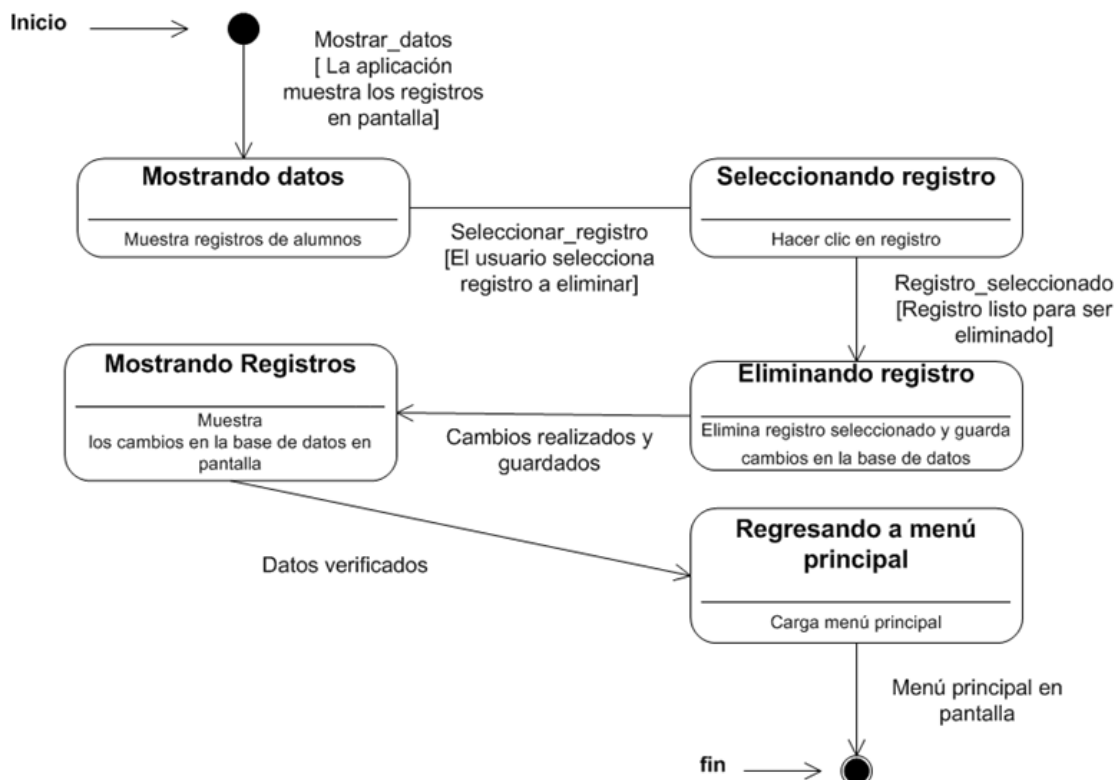 Inicio
Mostrar_datos
[ La aplicación
muestra los registros
en pantalla]
Mostrando datos
Muestra registros de alumnos
Seleccionar_registro
[El usuario selecciona
registro a eliminar]
Seleccionando registro
Hacer clic en registro
Registro_seleccionado
[Registro listo para ser
eliminado]
Eliminando registro
Elimina registro seleccionado y guarda
cambios en la base de datos
Cambios realizados y
guardados
Mostrando Registros
Muestra
los cambios en la base de datos en
pantalla
Datos verificados
Regresando a menú
principal
Carga menú principal
Menú principal en
pantalla
fin